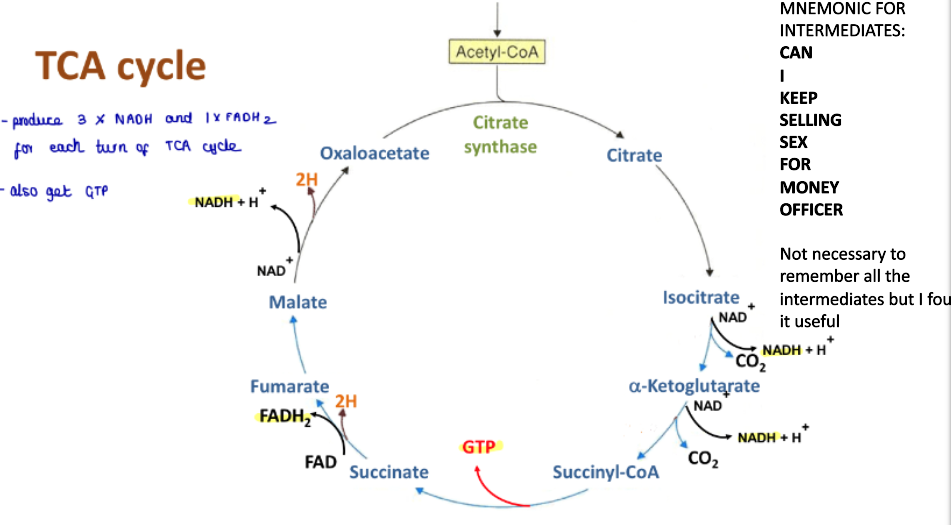 TCA cycle
- produce 3 x NADH and 1x FADH2
for each turn of TCA cycle
- also get GTP
Acetyl-CoA
Citrate
synthase
Oxaloacetate
Citrate
2H
NADH + H+
NAD+
Malate
Isocitrate
NAD+
NADH + H+
CO2
Fumarate
α-Ketoglutarate
2H
FADH2
NAD+
NADH + H+
GTP
CO2
FAD
Succinate
Succinyl-CoA
MNEMONIC FOR
INTERMEDIATES:
CAN
I
KEEP
SELLING
SEX
FOR
MONEY
OFFICER
Not necessary to
remember all the
intermediates but I fou
it useful